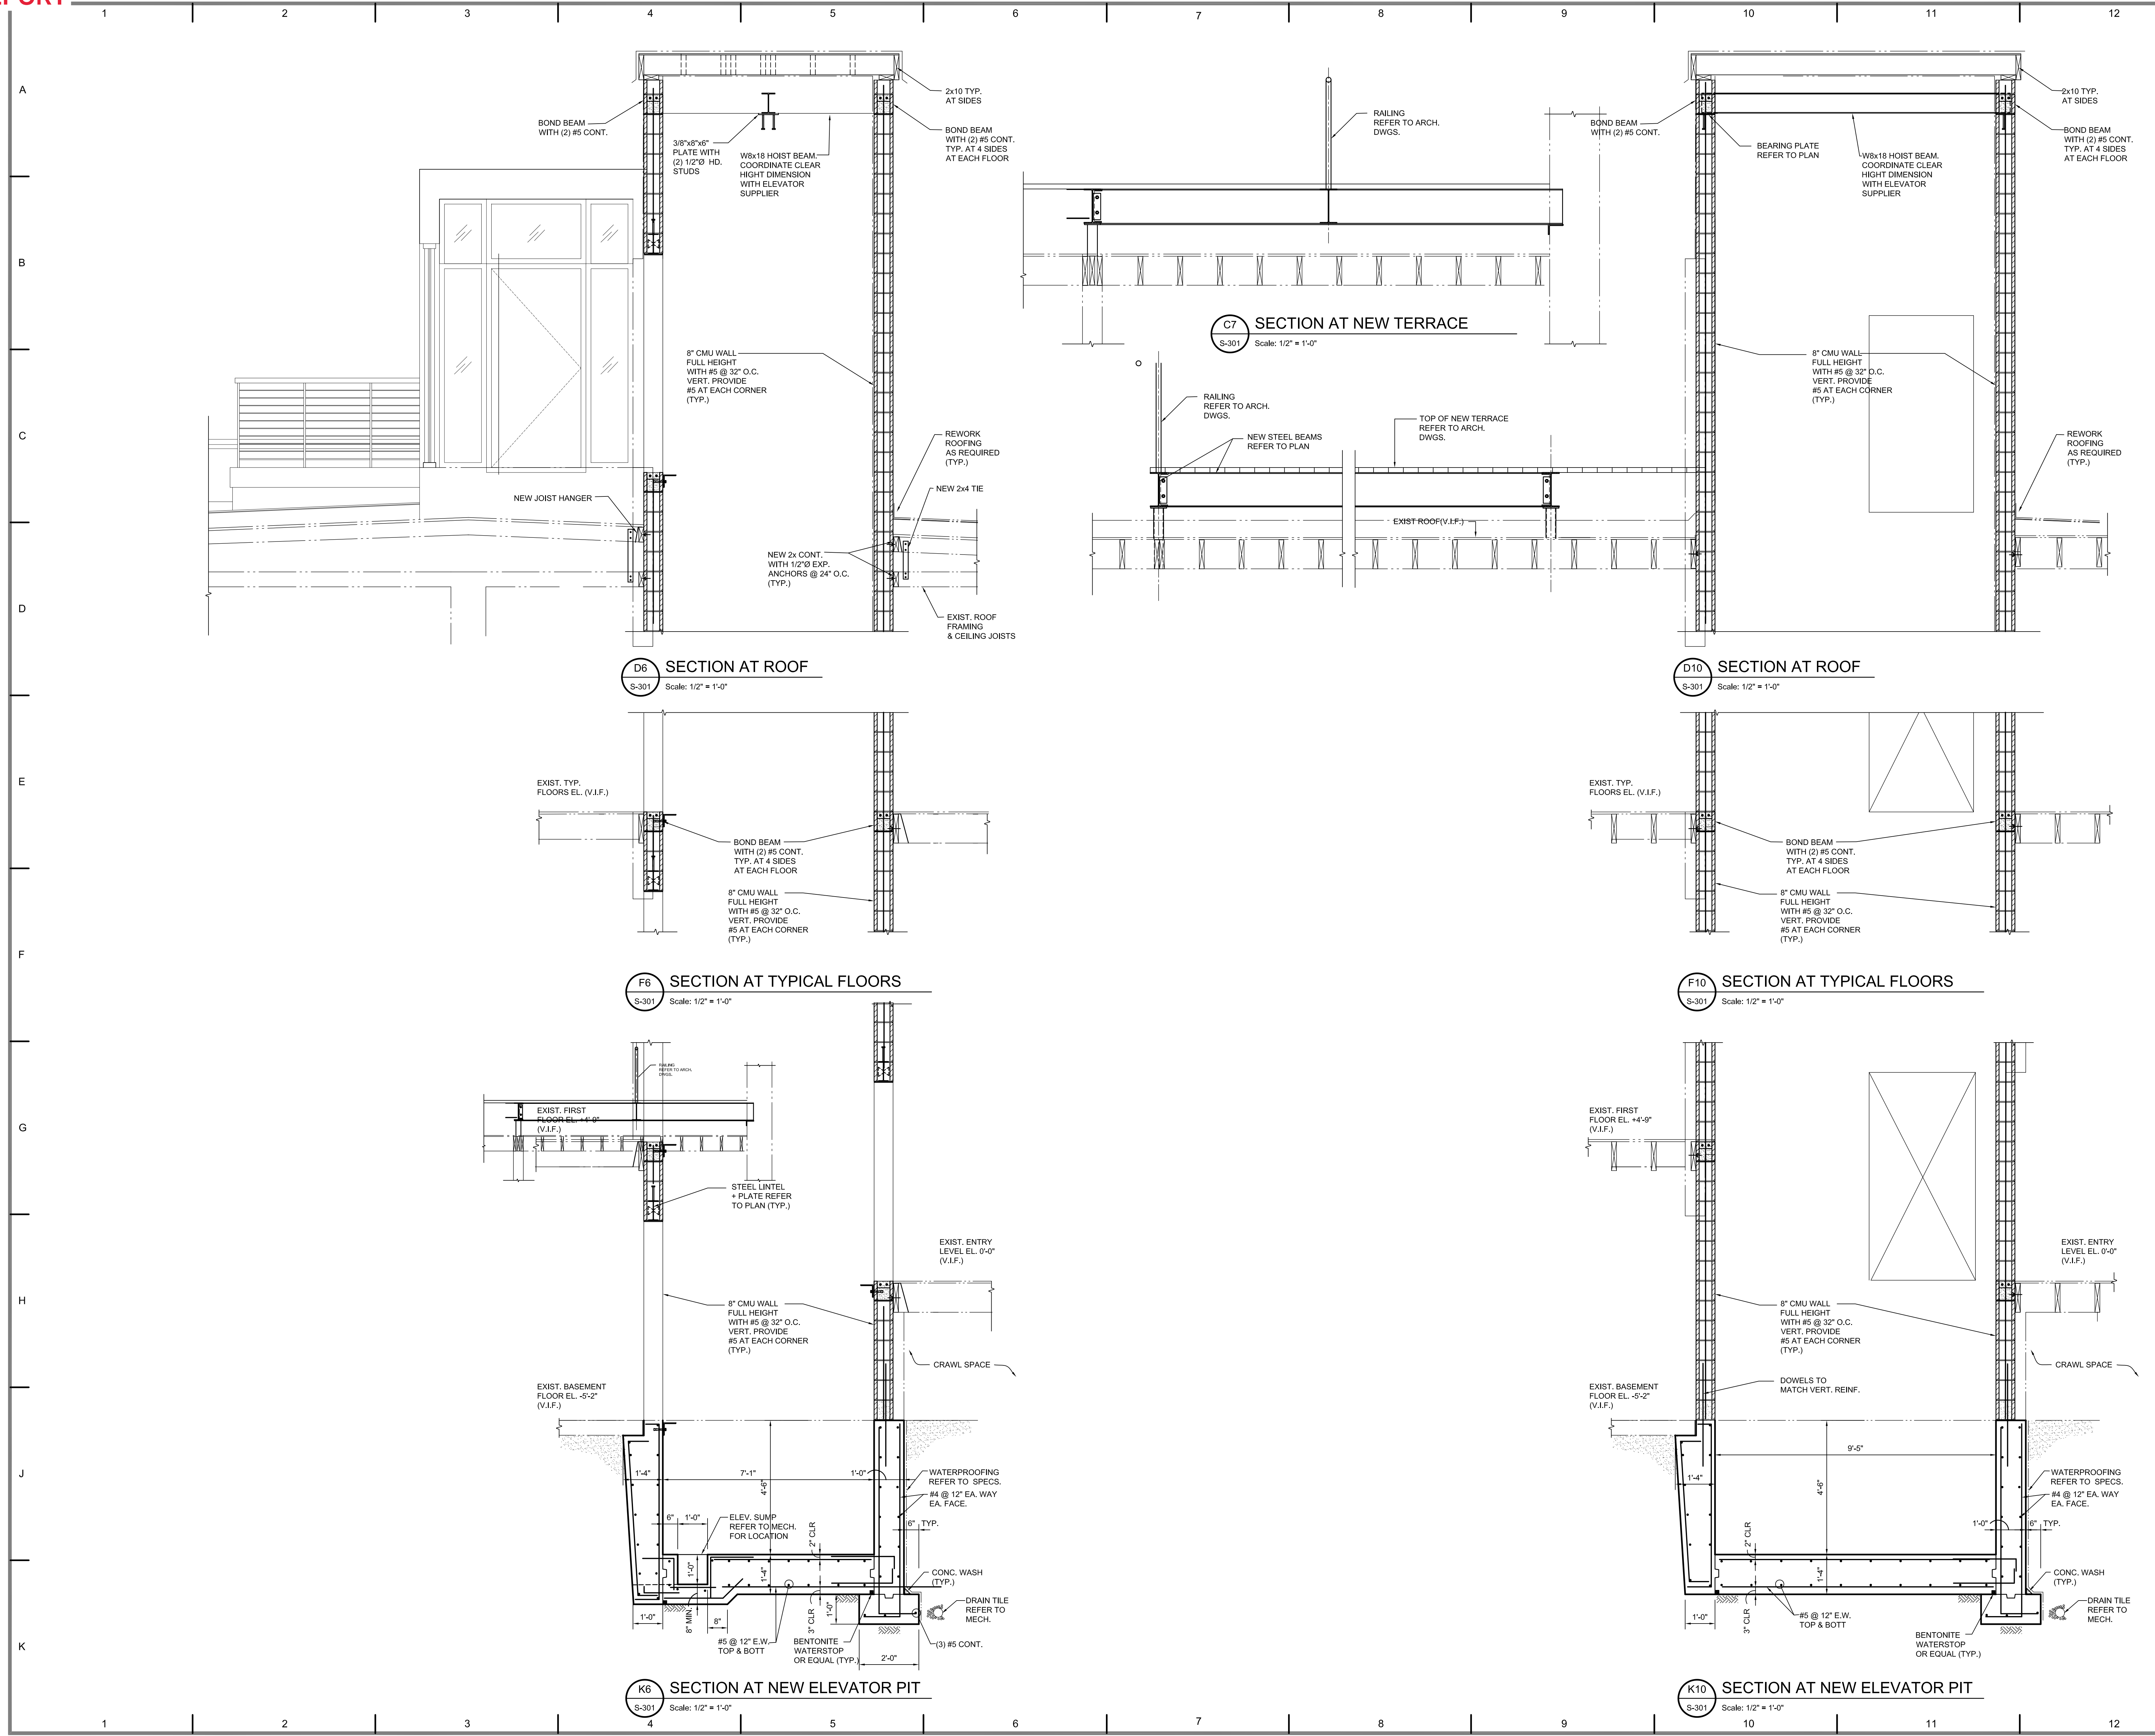 1 2 3 4 5 6 7 8 9 10 11 12
A
B
C
D
E
F
G
H
J
K
BOND BEAM
WITH (2) #5 CONT.
3/8"x8"x6"
PLATE WITH
(2) 1/2"Ø HD.
STUDS
W8x18 HOIST BEAM.
COORDINATE CLEAR
HIGHT DIMENSION
WITH ELEVATOR
SUPPLIER
2x10 TYP.
AT SIDES
BOND BEAM
WITH (2) #5 CONT.
TYP. AT 4 SIDES
AT EACH FLOOR
8" CMU WALL
FULL HEIGHT
WITH #5 @ 32" O.C.
VERT. PROVIDE
#5 AT EACH CORNER
(TYP.)
REWORK
ROOFING
AS REQUIRED
(TYP.)
NEW JOIST HANGER
NEW 2x4 TIE
NEW 2x CONT.
WITH 1/2"Ø EXP.
ANCHORS @ 24" O.C.
(TYP.)
EXIST. ROOF
FRAMING
& CEILING JOISTS
D6
S-301
SECTION AT ROOF
Scale: 1/2" = 1'-0"
RAILING
REFER TO ARCH.
DWGS.
C7
S-301
SECTION AT NEW TERRACE
Scale: 1/2" = 1'-0"
RAILING
REFER TO ARCH.
DWGS.
NEW STEEL BEAMS
REFER TO PLAN
TOP OF NEW TERRACE
REFER TO ARCH.
DWGS.
EXIST ROOF(V.I.F.)
BOND BEAM
WITH (2) #5 CONT.
BEARING PLATE
REFER TO PLAN
W8x18 HOIST BEAM.
COORDINATE CLEAR
HIGHT DIMENSION
WITH ELEVATOR
SUPPLIER
2x10 TYP.
AT SIDES
BOND BEAM
WITH (2) #5 CONT.
TYP. AT 4 SIDES
AT EACH FLOOR
8" CMU WALL
FULL HEIGHT
WITH #5 @ 32" O.C.
VERT. PROVIDE
#5 AT EACH CORNER
(TYP.)
REWORK
ROOFING
AS REQUIRED
(TYP.)
D10
S-301
SECTION AT ROOF
Scale: 1/2" = 1'-0"
EXIST. TYP.
FLOORS EL. (V.I.F.)
BOND BEAM
WITH (2) #5 CONT.
TYP. AT 4 SIDES
AT EACH FLOOR
8" CMU WALL
FULL HEIGHT
WITH #5 @ 32" O.C.
VERT. PROVIDE
#5 AT EACH CORNER
(TYP.)
F6
S-301
SECTION AT TYPICAL FLOORS
Scale: 1/2" = 1'-0"
EXIST. TYP.
FLOORS EL. (V.I.F.)
BOND BEAM
WITH (2) #5 CONT.
TYP. AT 4 SIDES
AT EACH FLOOR
8" CMU WALL
FULL HEIGHT
WITH #5 @ 32" O.C.
VERT. PROVIDE
#5 AT EACH CORNER
(TYP.)
F10
S-301
SECTION AT TYPICAL FLOORS
Scale: 1/2" = 1'-0"
RAILING
REFER TO ARCH.
DWGS.
EXIST. FIRST
FLOOR EL. +4'-9"
(V.I.F.)
STEEL LINTEL
+ PLATE REFER
TO PLAN (TYP.)
EXIST. ENTRY
LEVEL EL. 0'-0"
(V.I.F.)
8" CMU WALL
FULL HEIGHT
WITH #5 @ 32" O.C.
VERT. PROVIDE
#5 AT EACH CORNER
(TYP.)
CRAWL SPACE
EXIST. BASEMENT
FLOOR EL. -5'-2"
(V.I.F.)
1'-4"
7'-1"
1'-0"
4'-6"
WATERPROOFING
REFER TO SPECS.
#4 @ 12" EA. WAY
EA. FACE.
6"
1'-0"
ELEV. SUMP
REFER TO MECH.
FOR LOCATION
2" CLR
6" TYP.
1'-0"
1'-4"
CONC. WASH
(TYP.)
DRAIN TILE
REFER TO
MECH.
1'-0"
8" MIN.
8"
3" CLR
1'-0"
#5 @ 12" E.W.
TOP & BOTT
BENTONITE
WATERSTOP
OR EQUAL (TYP.)
(3) #5 CONT.
2'-0"
K6
S-301
SECTION AT NEW ELEVATOR PIT
Scale: 1/2" = 1'-0"
EXIST. FIRST
FLOOR EL. +4'-9"
(V.I.F.)
EXIST. ENTRY
LEVEL EL. 0'-0"
(V.I.F.)
8" CMU WALL
FULL HEIGHT
WITH #5 @ 32" O.C.
VERT. PROVIDE
#5 AT EACH CORNER
(TYP.)
CRAWL SPACE
DOWELS TO
MATCH VERT. REINF.
EXIST. BASEMENT
FLOOR EL. -5'-2"
(V.I.F.)
9'-5"
1'-4"
4'-6"
WATERPROOFING
REFER TO SPECS.
#4 @ 12" EA. WAY
EA. FACE.
1'-0"
6" TYP.
2" CLR
1'-4"
CONC. WASH
(TYP.)
DRAIN TILE
REFER TO
MECH.
1'-0"
3" CLR
#5 @ 12" E.W.
TOP & BOTT
BENTONITE
WATERSTOP
OR EQUAL (TYP.)
K10
S-301
SECTION AT NEW ELEVATOR PIT
Scale: 1/2" = 1'-0"
1 2 3 4 5 6 7 8 9 10 11 12